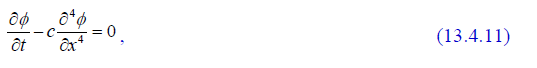 ∂ϕ/∂t − c ∂⁴ϕ/∂x⁴ = 0 , (13.4.11)